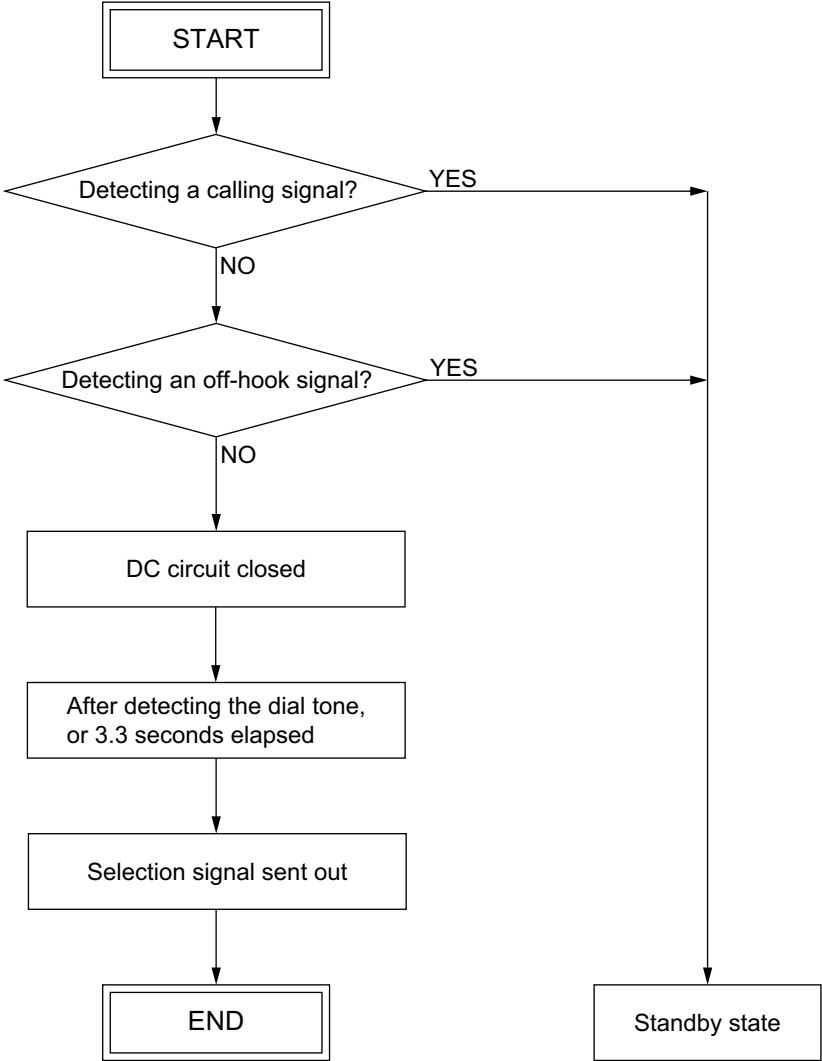 START
Detecting a calling signal?
YES
NO
Detecting an off-hook signal?
YES
NO
DC circuit closed
After detecting the dial tone,
or 3.3 seconds elapsed
Selection signal sent out
END
Standby state